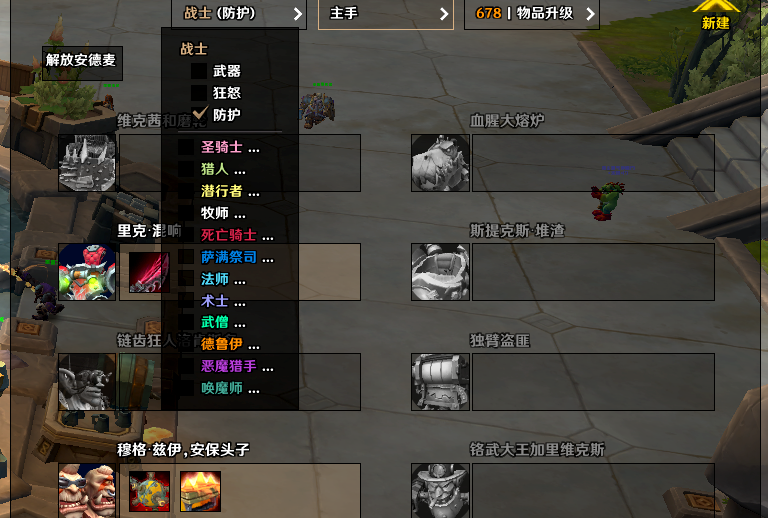 战士 (防护)
主手
678 | 物品升级
新建
解放安德麦
战士
武器
狂怒
防护
圣骑士 ...
猎人 ...
潜行者 ...
牧师 ...
死亡骑士 ...
萨满祭司 ...
法师 ...
术士 ...
武僧 ...
德鲁伊 ...
恶魔猎手 ...
唤魔师 ...
维克茜和磨轮
血腥大熔炉
里克·混响
斯提克斯·堆渣
链齿狂人洛肯
独臂盗匪
穆格·兹伊,安保头子
铬武大王加里维克斯